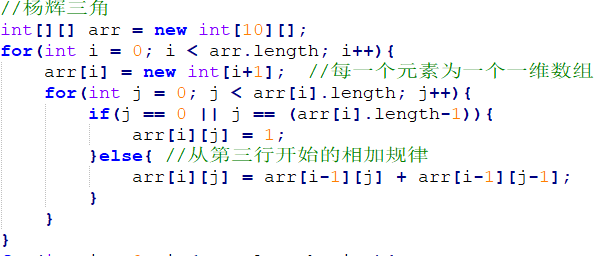 //杨辉三角
int[][] arr = new int[10][];
for(int i = 0; i < arr.length; i++){
    arr[i] = new int[i+1];  //每一个元素为一个一维数组
    for(int j = 0; j < arr[i].length; j++){
        if(j == 0 || j == (arr[i].length-1)){
            arr[i][j] = 1;
        }else{ //从第三行开始的相加规律
            arr[i][j] = arr[i-1][j] + arr[i-1][j-1];
        }
    }
}